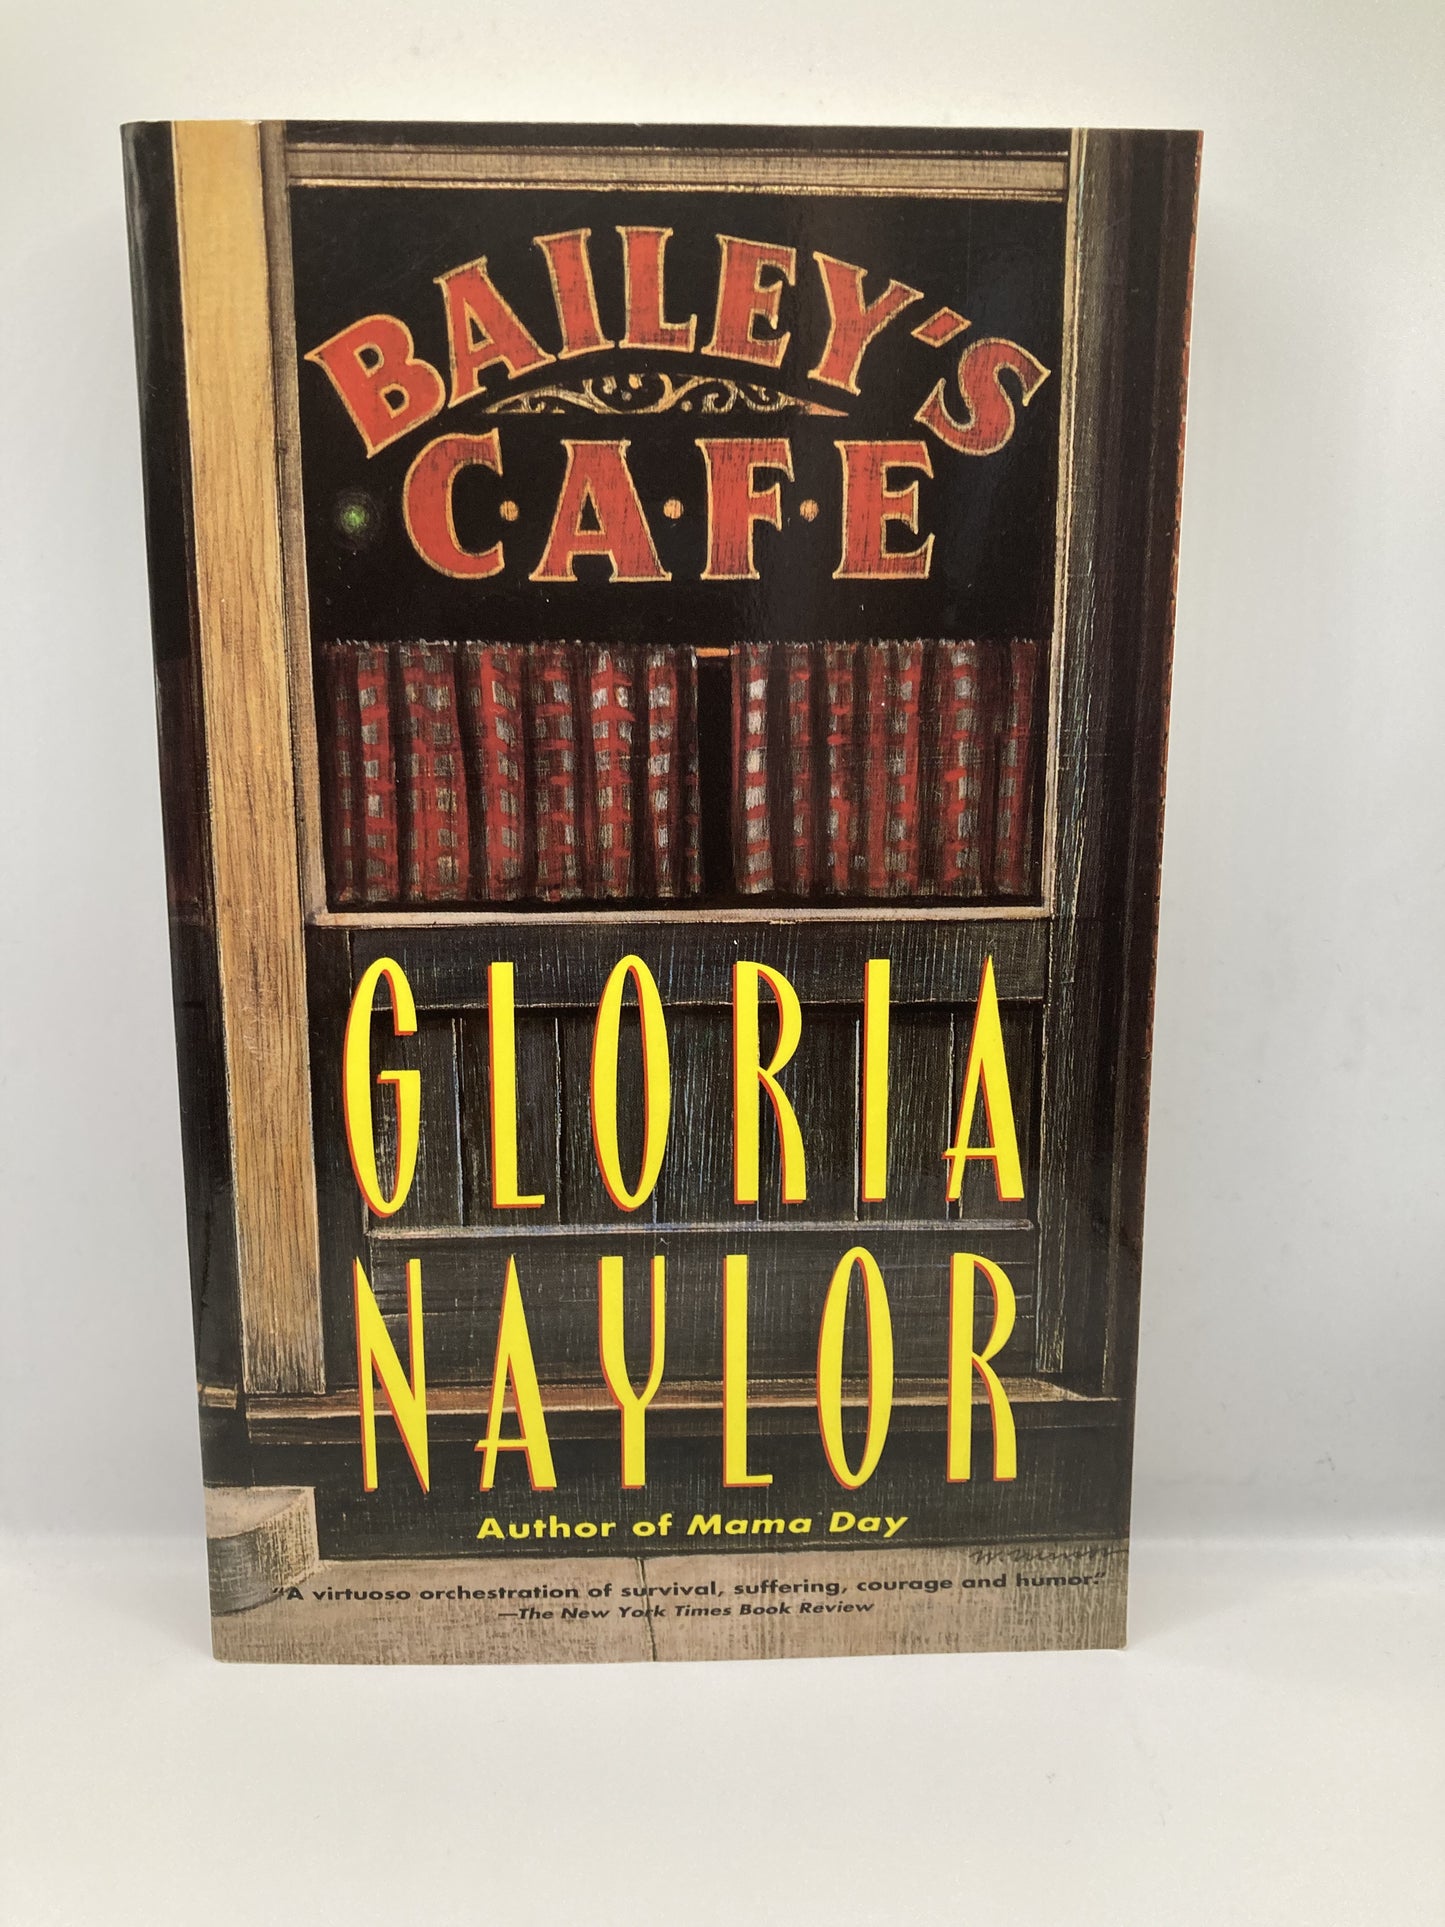 BAILEY'S
C·A·F·E
GLORIA
NAYLOR
Author of Mama Day
"A virtuoso orchestration of survival, suffering, courage and humor."
—The New York Times Book Review